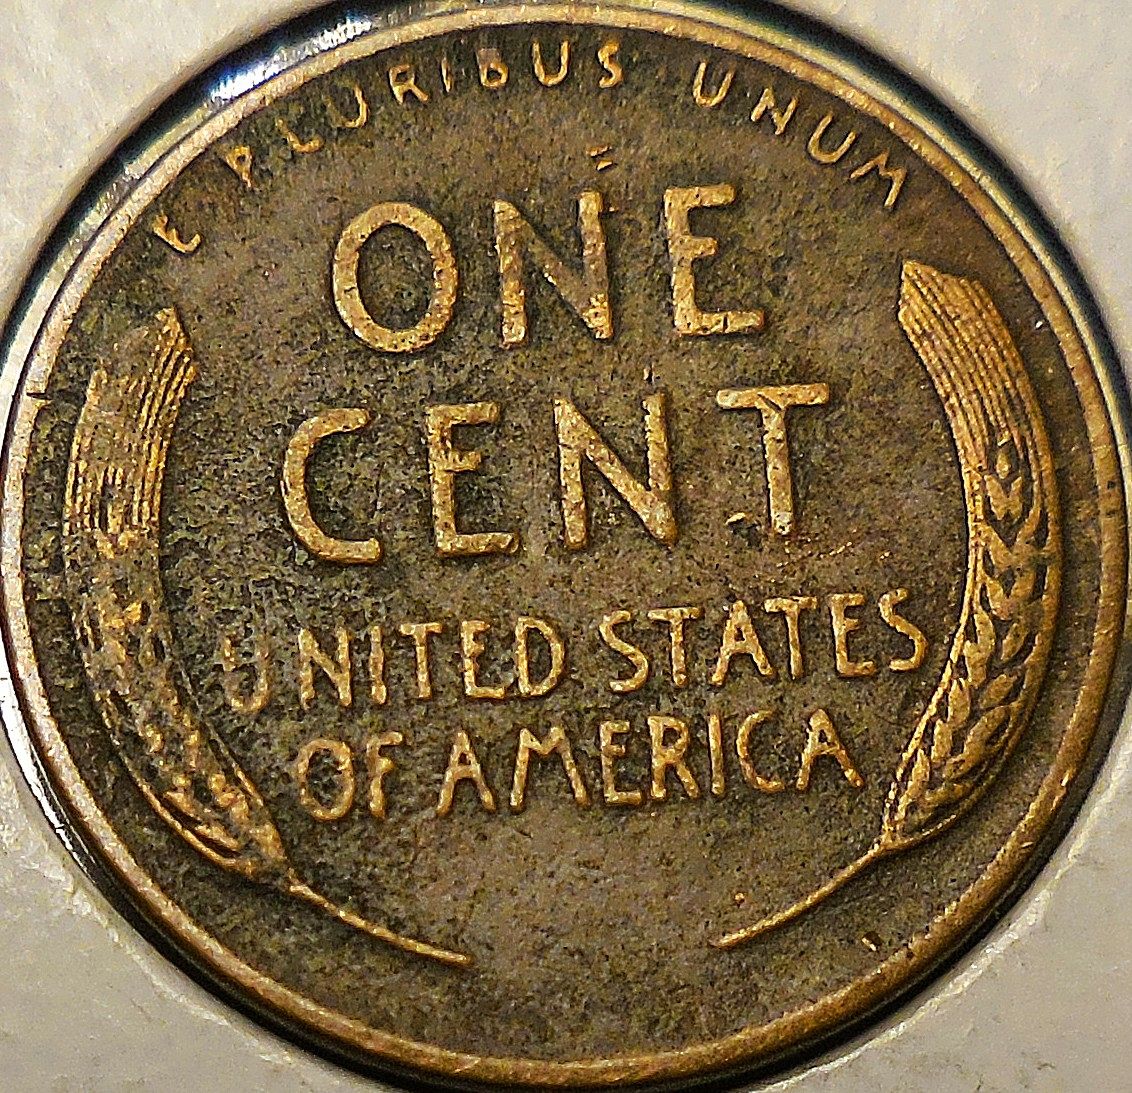 E PLURIBUS UNUM
ONE
CENT
UNITED STATES
OF AMERICA